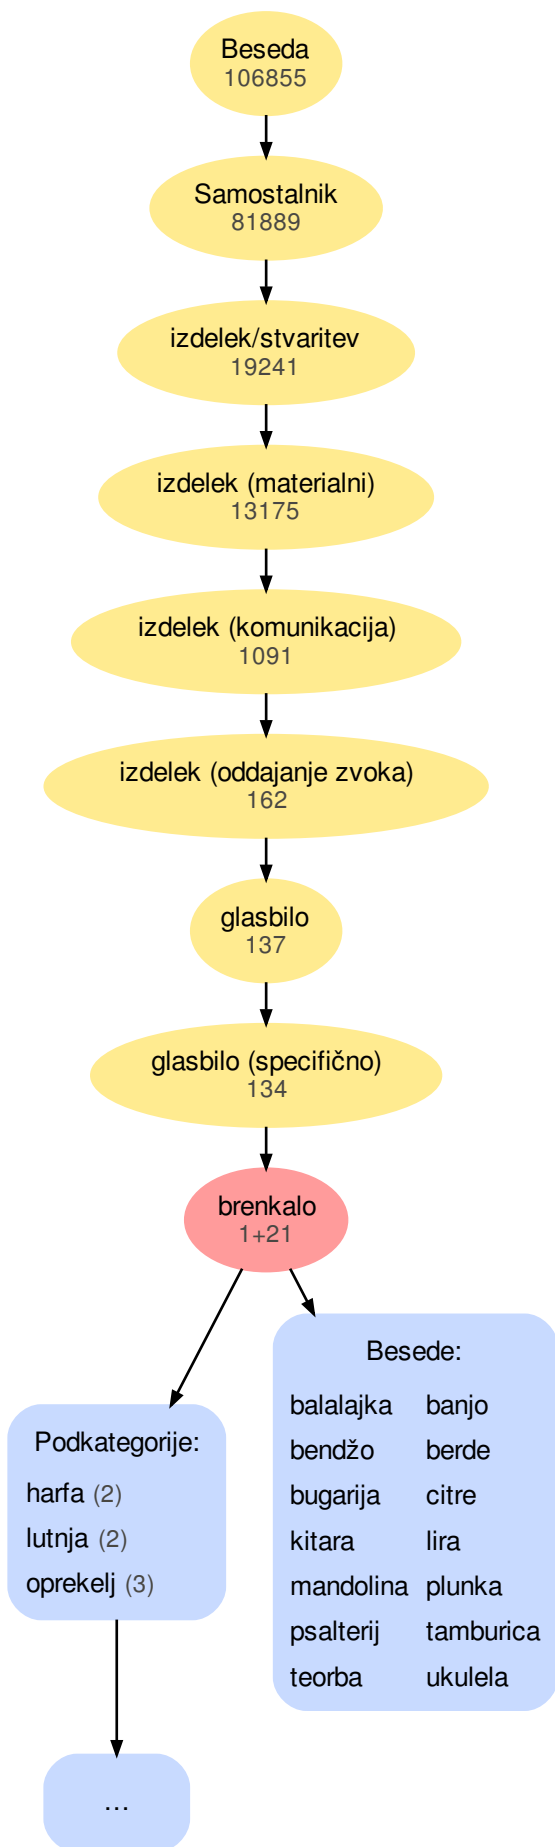 Beseda
106855
Samostalnik
81889
izdelek/stvaritev
19241
izdelek (materialni)
13175
izdelek (komunikacija)
1091
izdelek (oddajanje zvoka)
162
glasbilo
137
glasbilo (specifično)
134
brenkalo
1+21
Podkategorije:
harfa (2)
lutnja (2)
oprekelj (3)
...
Besede:
balalajka banjo
bendžo berde
bugarija citre
kitara lira
mandolina plunka
psalterij tamburica
teorba ukulela